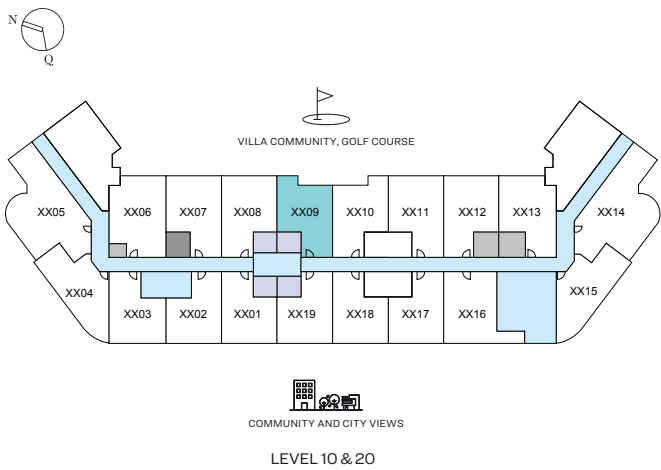 N
Q
VILLA COMMUNITY, GOLF COURSE
XX05
XX06
XX07
XX08
XX09
XX10
XX11
XX12
XX13
XX14
XX04
XX03
XX02
XX01
XX19
XX18
XX17
XX16
XX15
COMMUNITY AND CITY VIEWS
LEVEL 10 & 20